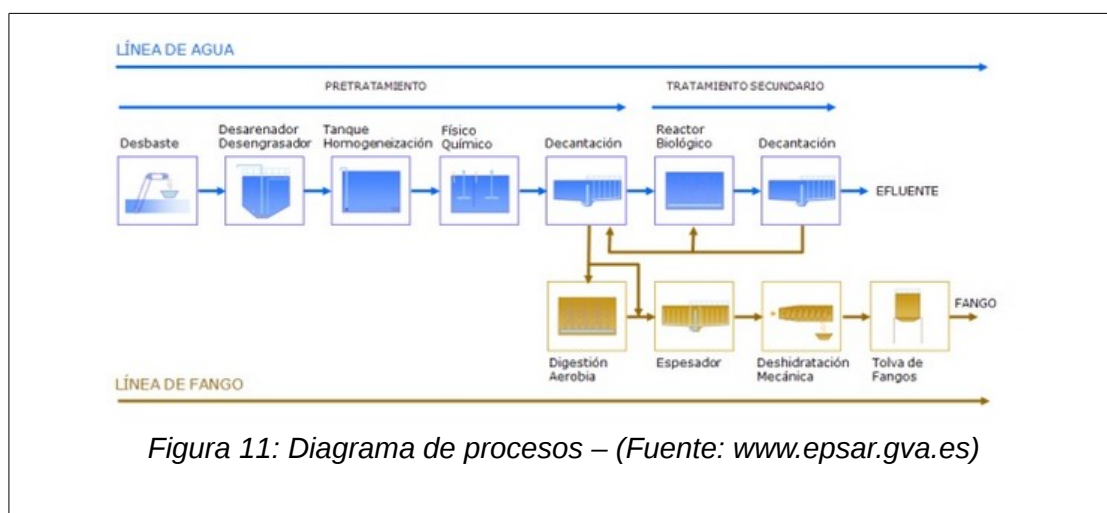 LÍNEA DE AGUA
PRETRATAMIENTO
TRATAMIENTO SECUNDARIO
Desbaste
Desarenador
Desengrasador
Tanque
Homogeneización
Físico
Químico
Decantación
Reactor
Biológico
Decantación
EFLUENTE
FANGO
Digestión
Aerobia
Espesador
Deshidratación
Mecánica
Tolva de
Fangos
LÍNEA DE FANGO
Figura 11: Diagrama de procesos – (Fuente: www.epsar.gva.es)